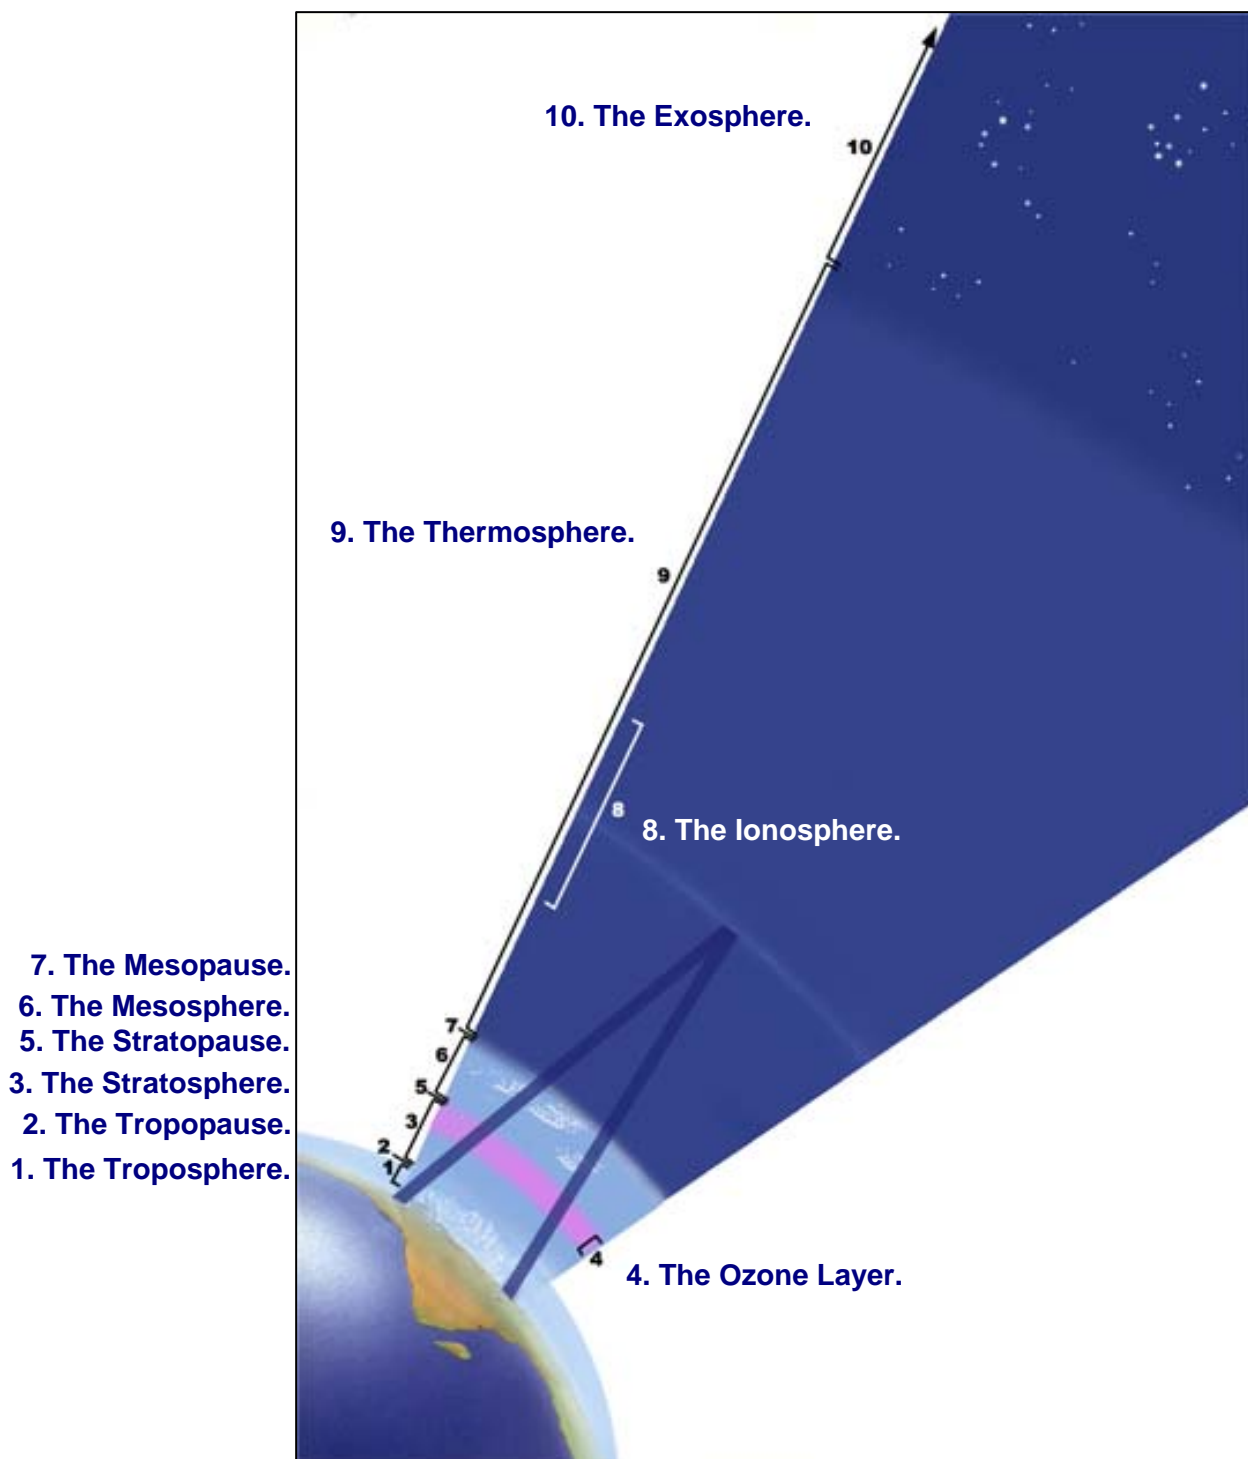 10. The Exosphere.
10
9. The Thermosphere.
9
8
8. The Ionosphere.
7. The Mesopause.
6. The Mesosphere.
5. The Stratopause.
3. The Stratosphere.
2. The Tropopause.
1. The Troposphere.
7
6
5
3
2
1
4
4. The Ozone Layer.